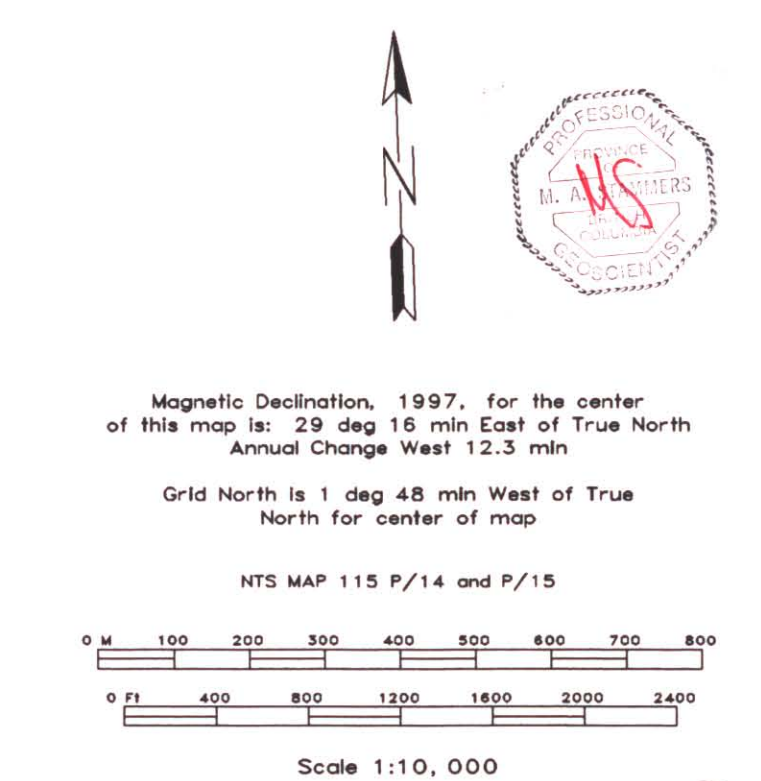 N
PROFESSIONAL
PROVINCE
OF
M. A. STAMMERS
BRITISH
COLUMBIA
GEOSCIENTIST
MS
Magnetic Declination, 1997, for the center
of this map is: 29 deg 16 min East of True North
Annual Change West 12.3 min
Grid North is 1 deg 48 min West of True
North for center of map
NTS MAP 115 P/14 and P/15
0 M 100 200 300 400 500 600 700 800
0 Ft 400 800 1200 1600 2000 2400
Scale 1:10, 000